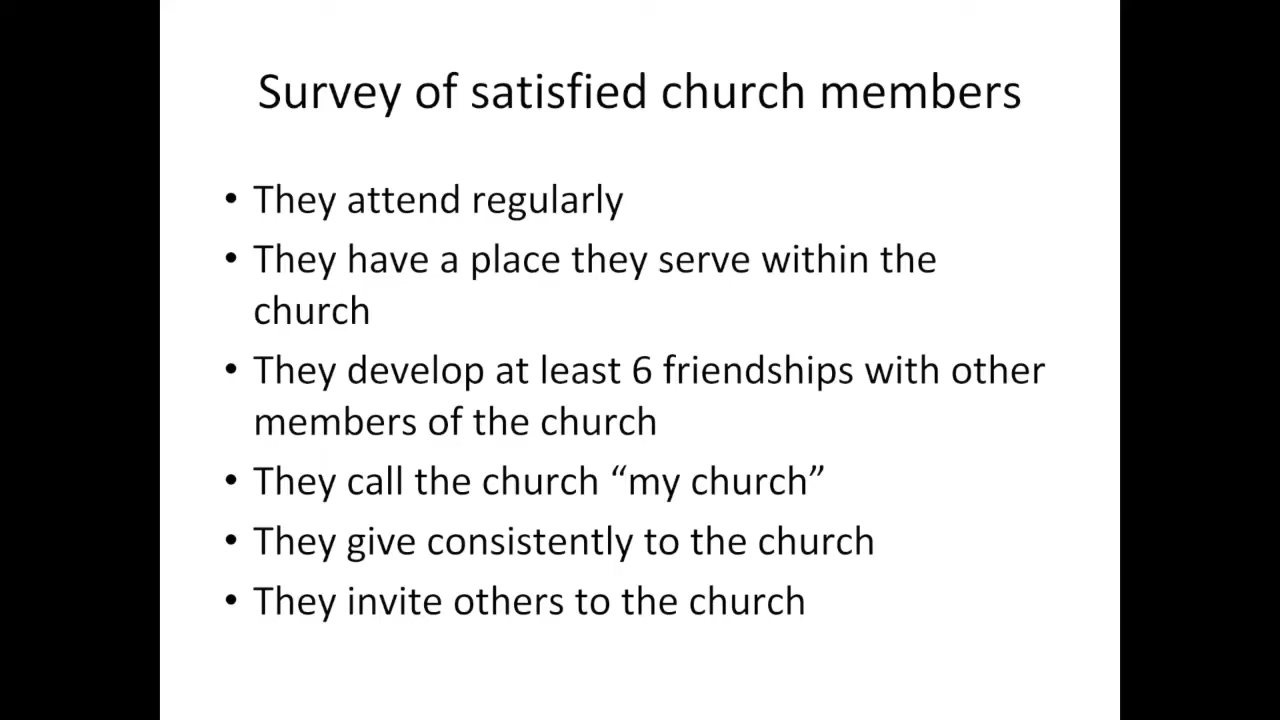 Survey of satisfied church members
• They attend regularly
• They have a place they serve within the
church
• They develop at least 6 friendships with other
members of the church
• They call the church “my church”
• They give consistently to the church
• They invite others to the church